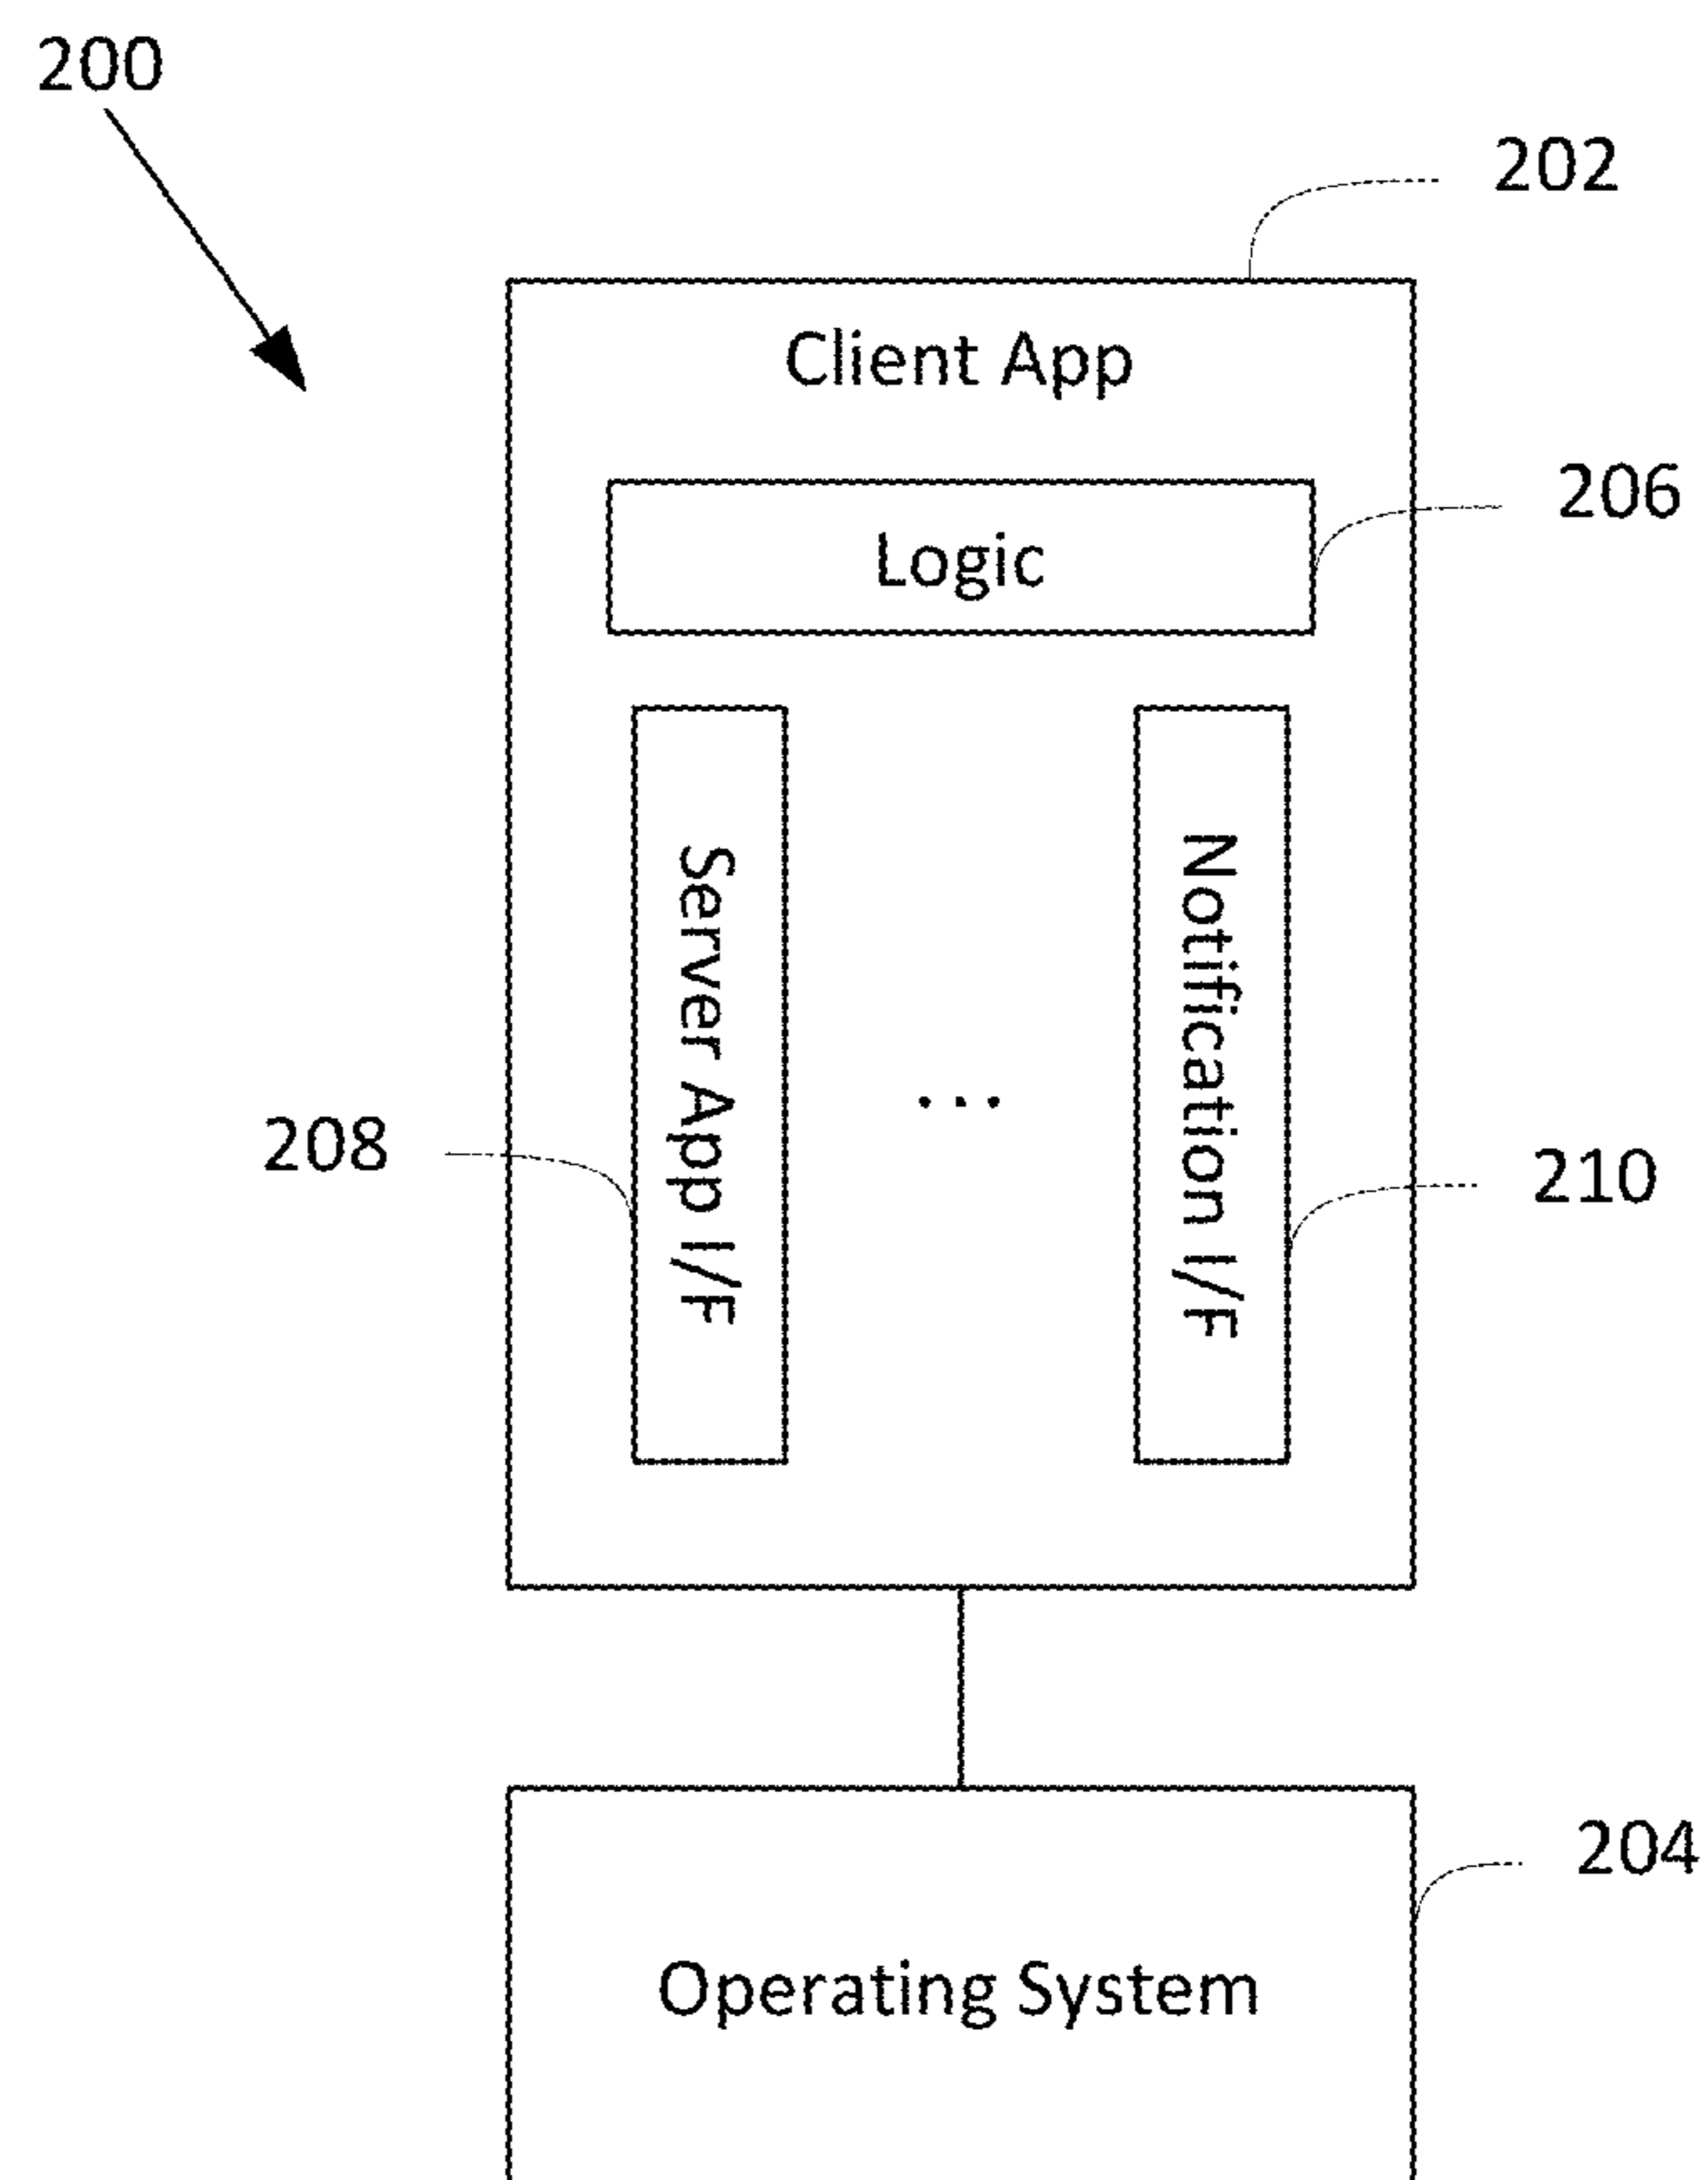 200
202
Client App
206
Logic
Server App I/F
...
Notification I/F
208
210
204
Operating System